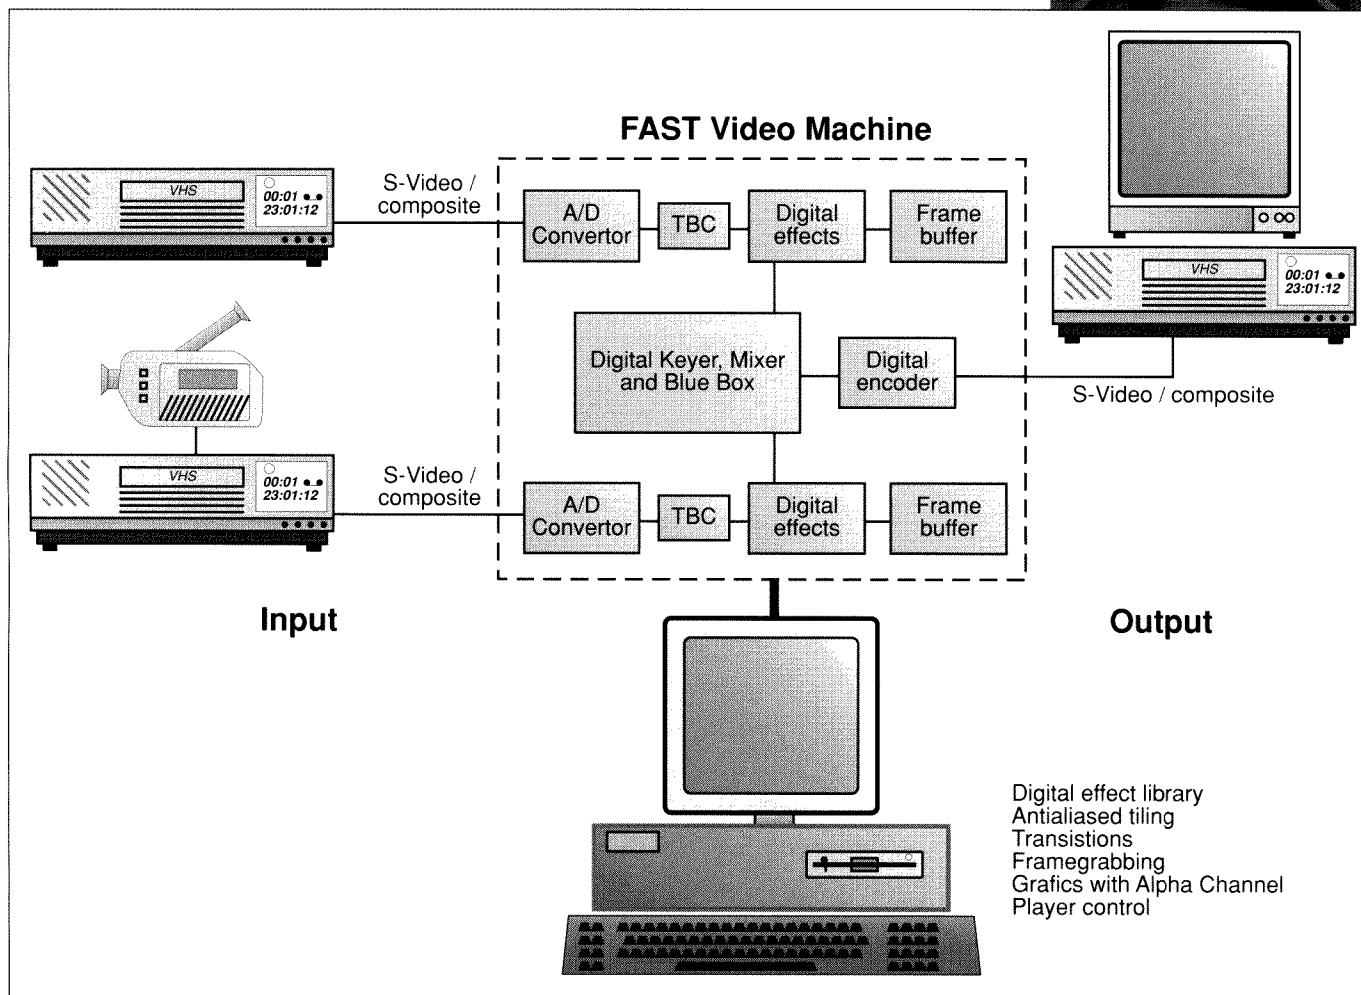 FAST Video Machine
VHS
00:01
23:01:12
S-Video /
composite
A/D
Convertor
TBC
Digital
effects
Frame
buffer
VHS
00:01
23:01:12
Digital Keyer, Mixer
and Blue Box
Digital
encoder
S-Video / composite
VHS
00:01
23:01:12
S-Video /
composite
A/D
Convertor
TBC
Digital
effects
Frame
buffer
Input
Output
Digital effect library
Antialiased tiling
Transistions
Framegrabbing
Grafics with Alpha Channel
Player control